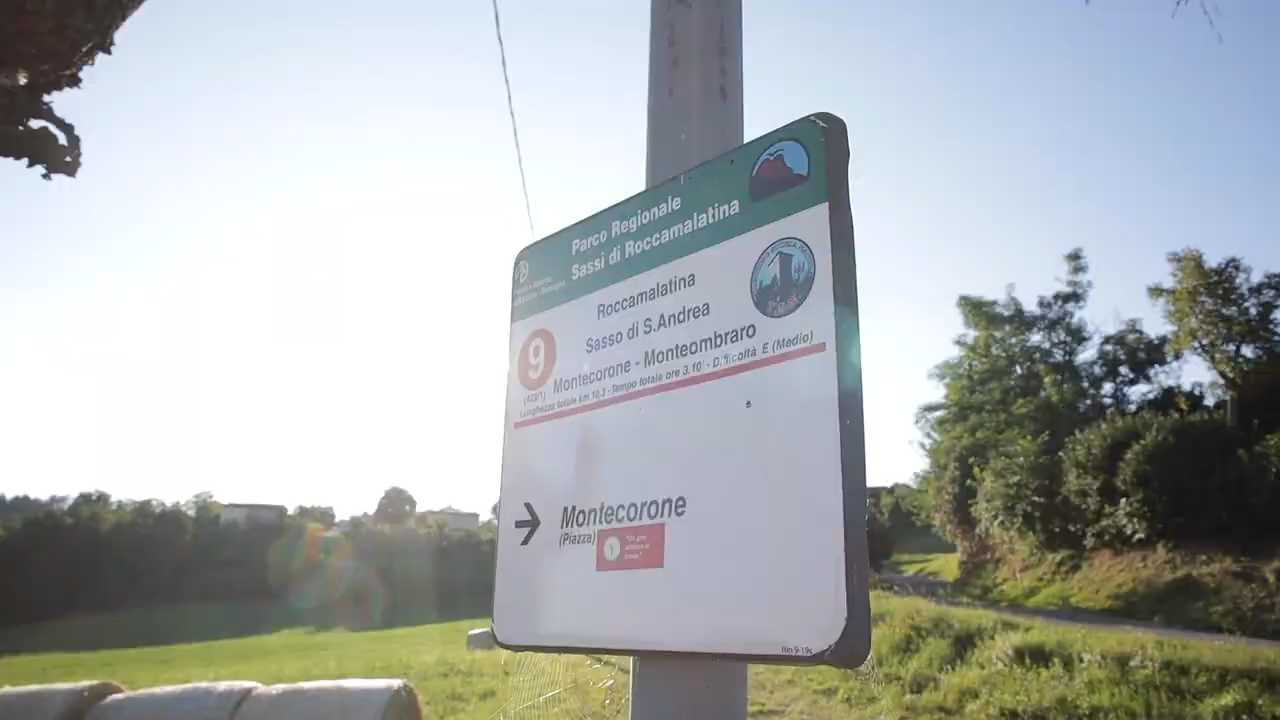 Parco Regionale
Sassi di Roccamalatina
Roccamalatina
Sasso di S.Andrea
9
Montecorone - Monteombraro
Lunghezza totale km 10,3 - Tempo totale ore 3.10' - Difficoltà E (Medio)
Montecorone
(Piazza)
1